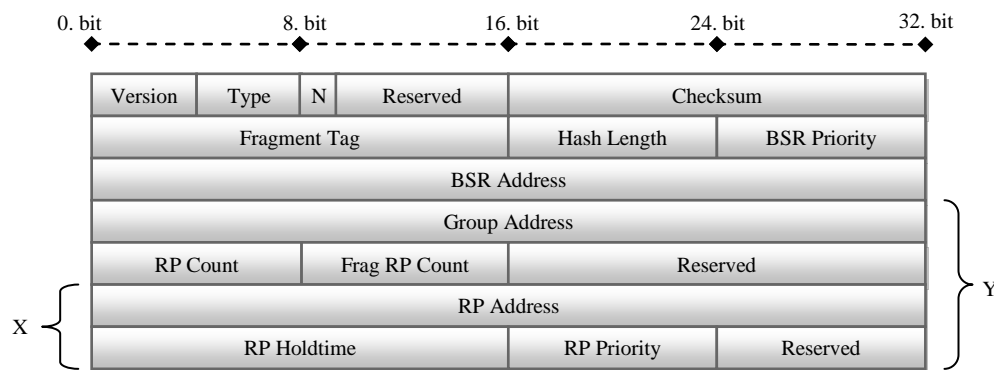 0. bit 8. bit 16. bit 24. bit 32. bit
Version Type N Reserved Checksum
Fragment Tag Hash Length BSR Priority
BSR Address
Group Address
RP Count Frag RP Count Reserved
RP Address
RP Holdtime RP Priority Reserved
X
Y